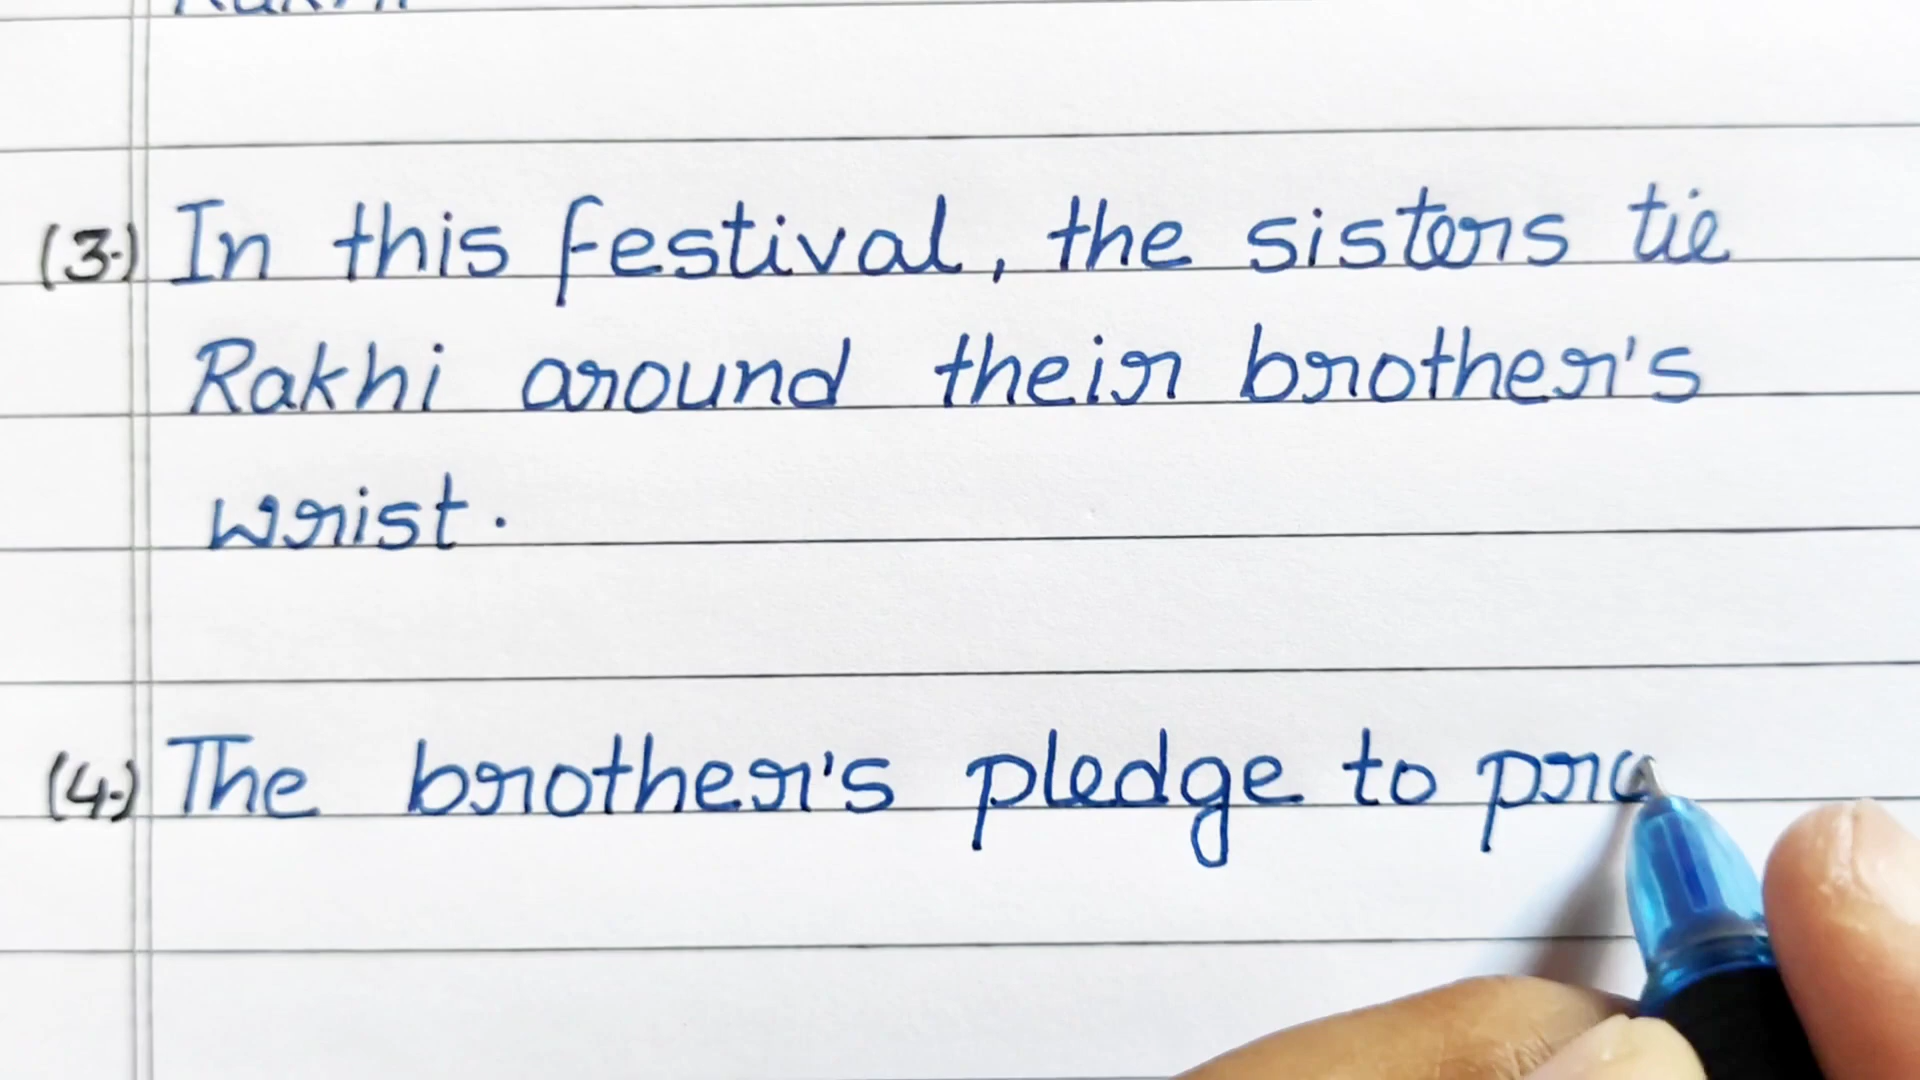 (3.) In this festival, the sisters tie
Rakhi around their brother's
wrist.
(4.) The brother's pledge to